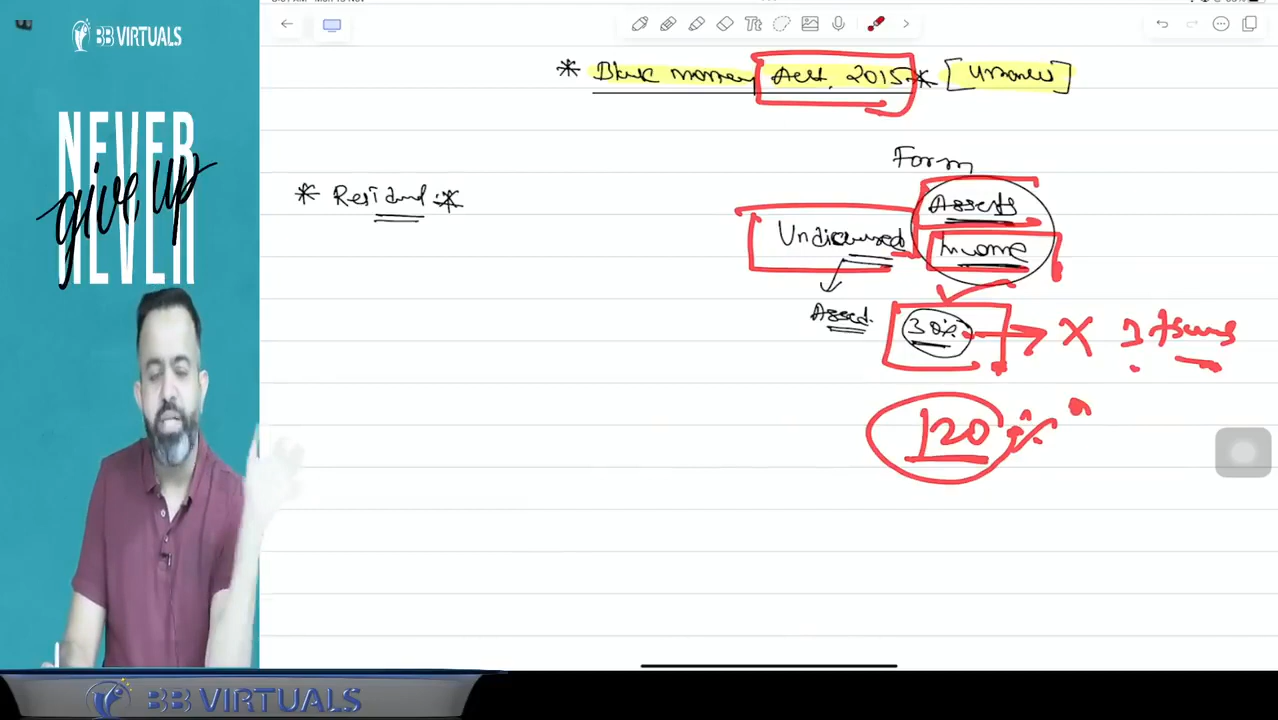 BB VIRTUALS
NEVER
give up
NEVER
* Black money Act, 2015 *
* Resident :*
Form
Assets
Undisclosed Income
Assed.
30% → X 3 times
120 %
BB VIRTUALS